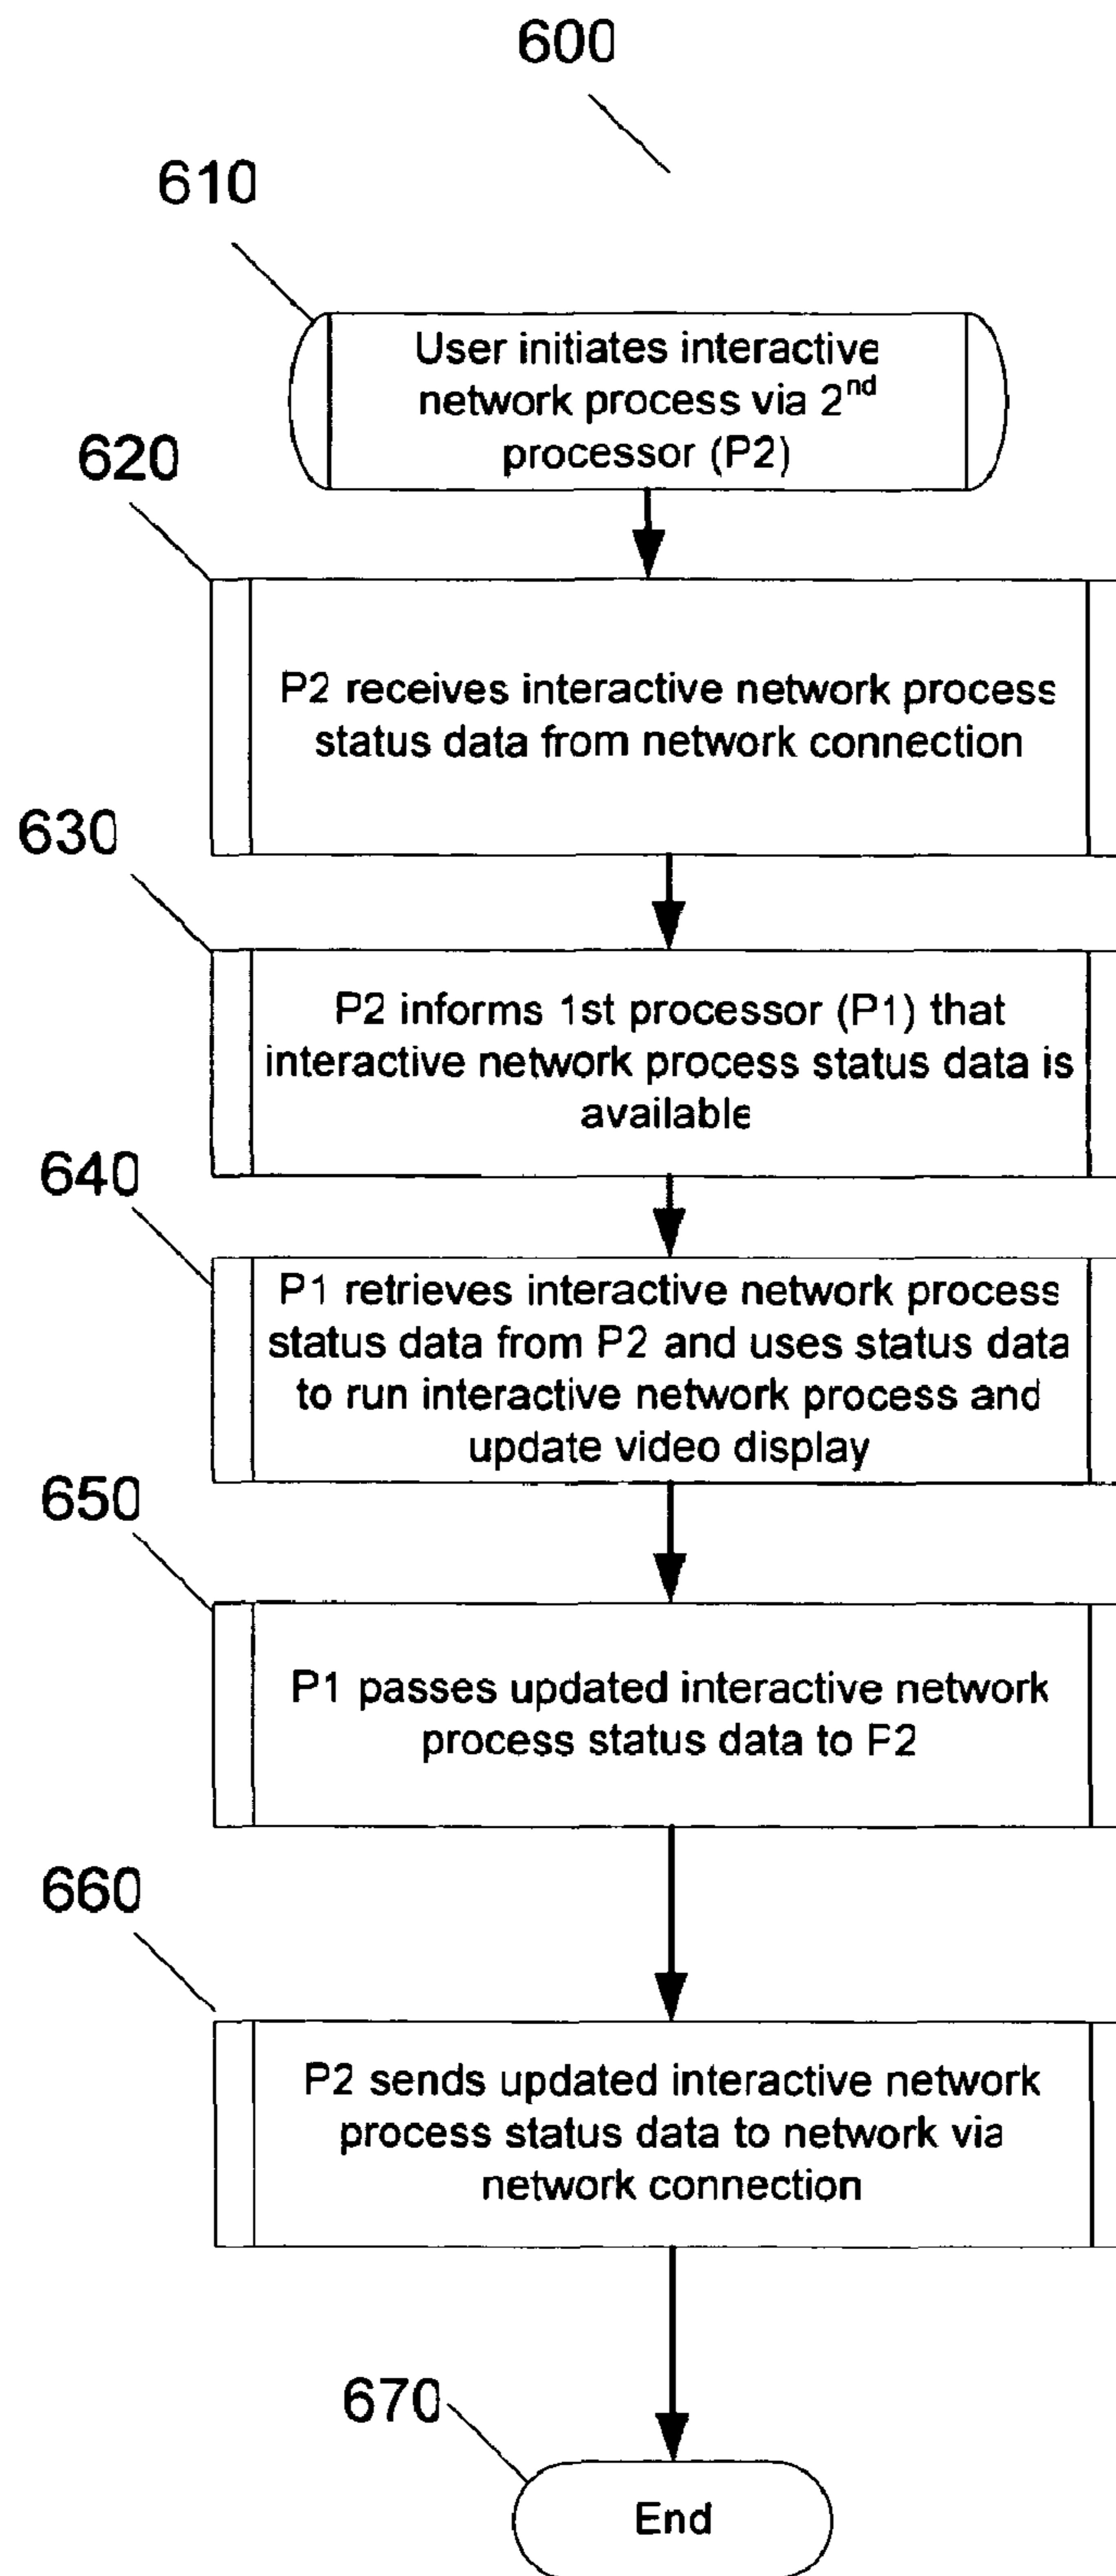 600
610
User initiates interactive
network process via 2nd
processor (P2)
620
P2 receives interactive network process
status data from network connection
630
P2 informs 1st processor (P1) that
interactive network process status data is
available
640
P1 retrieves interactive network process
status data from P2 and uses status data
to run interactive network process and
update video display
650
P1 passes updated interactive network
process status data to P2
660
P2 sends updated interactive network
process status data to network via
network connection
670
End